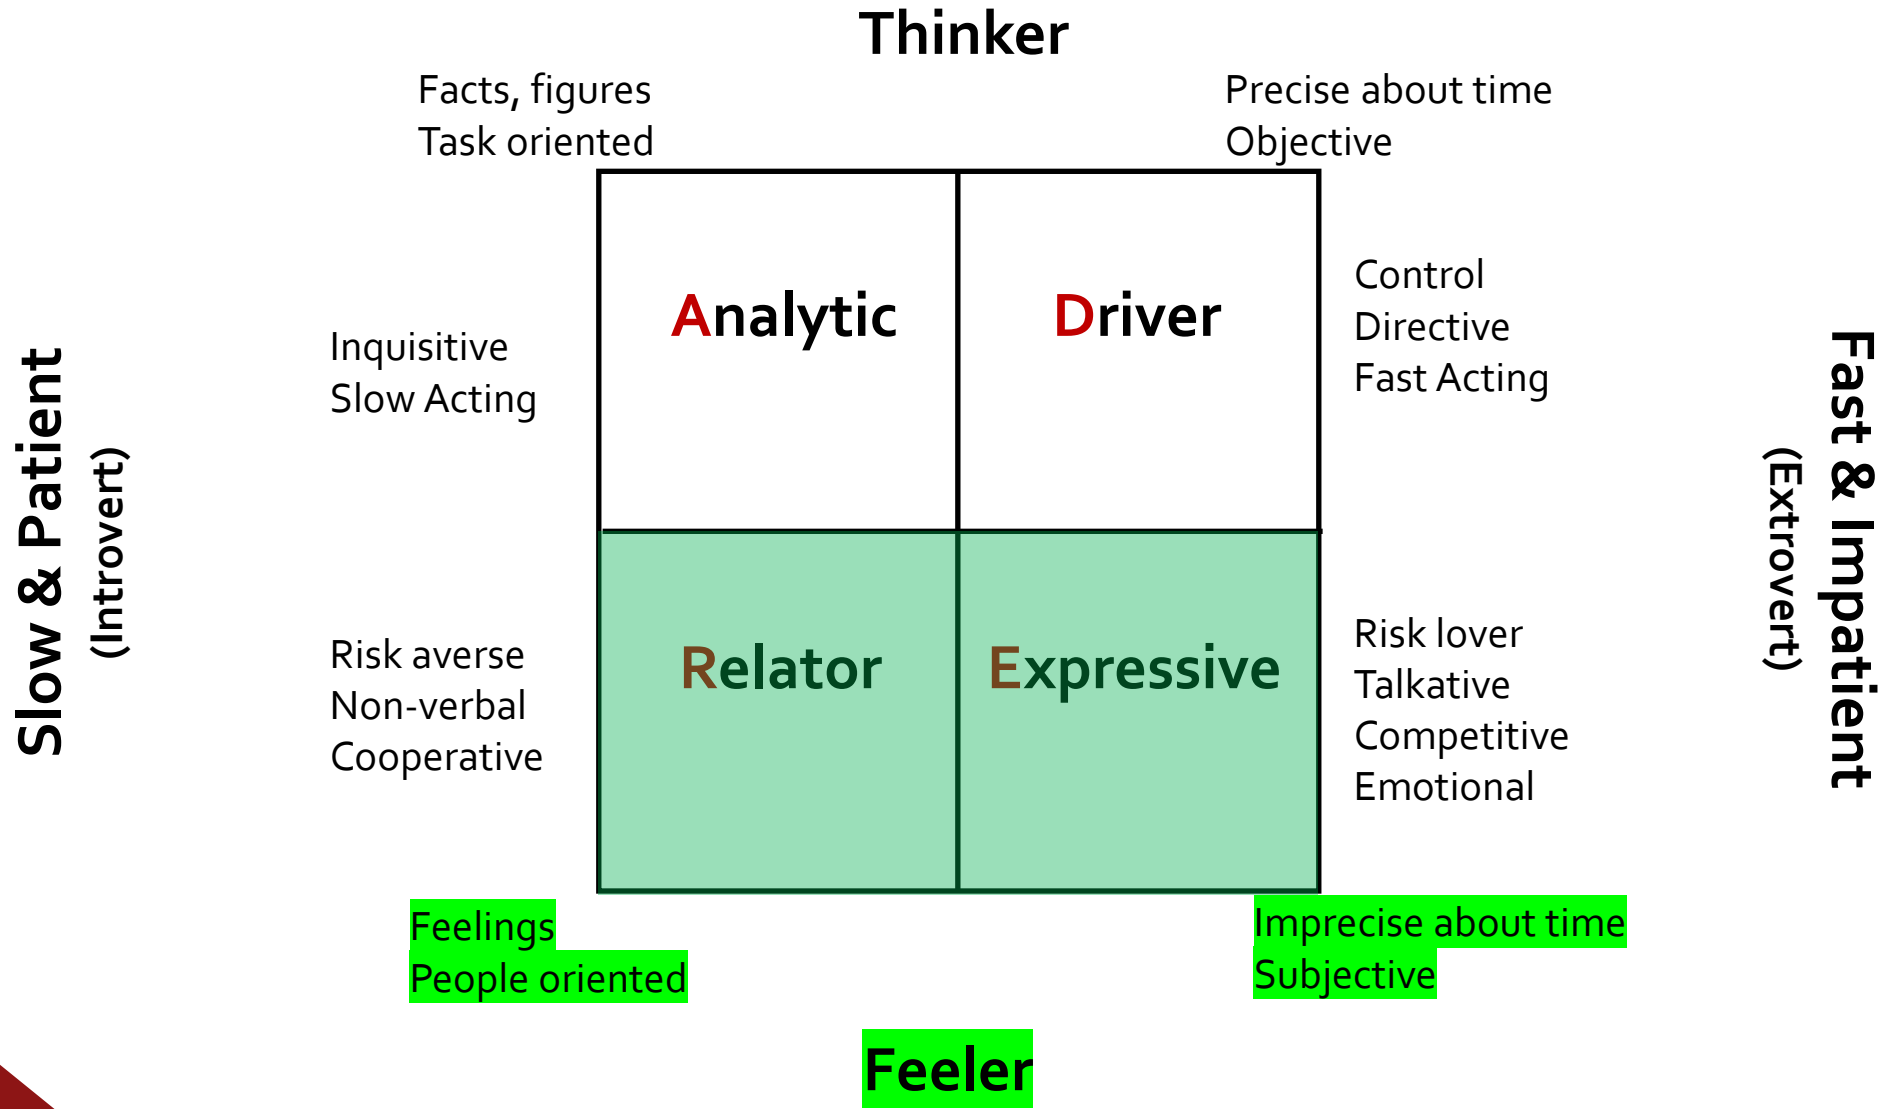 Thinker
Facts, figures
Task oriented
Precise about time
Objective
Slow & Patient
(Introvert)
Inquisitive
Slow Acting
Analytic
Driver
Control
Directive
Fast Acting
Fast & Impatient
(Extrovert)
Risk averse
Non-verbal
Cooperative
Relator
Expressive
Risk lover
Talkative
Competitive
Emotional
Feelings
People oriented
Imprecise about time
Subjective
Feeler